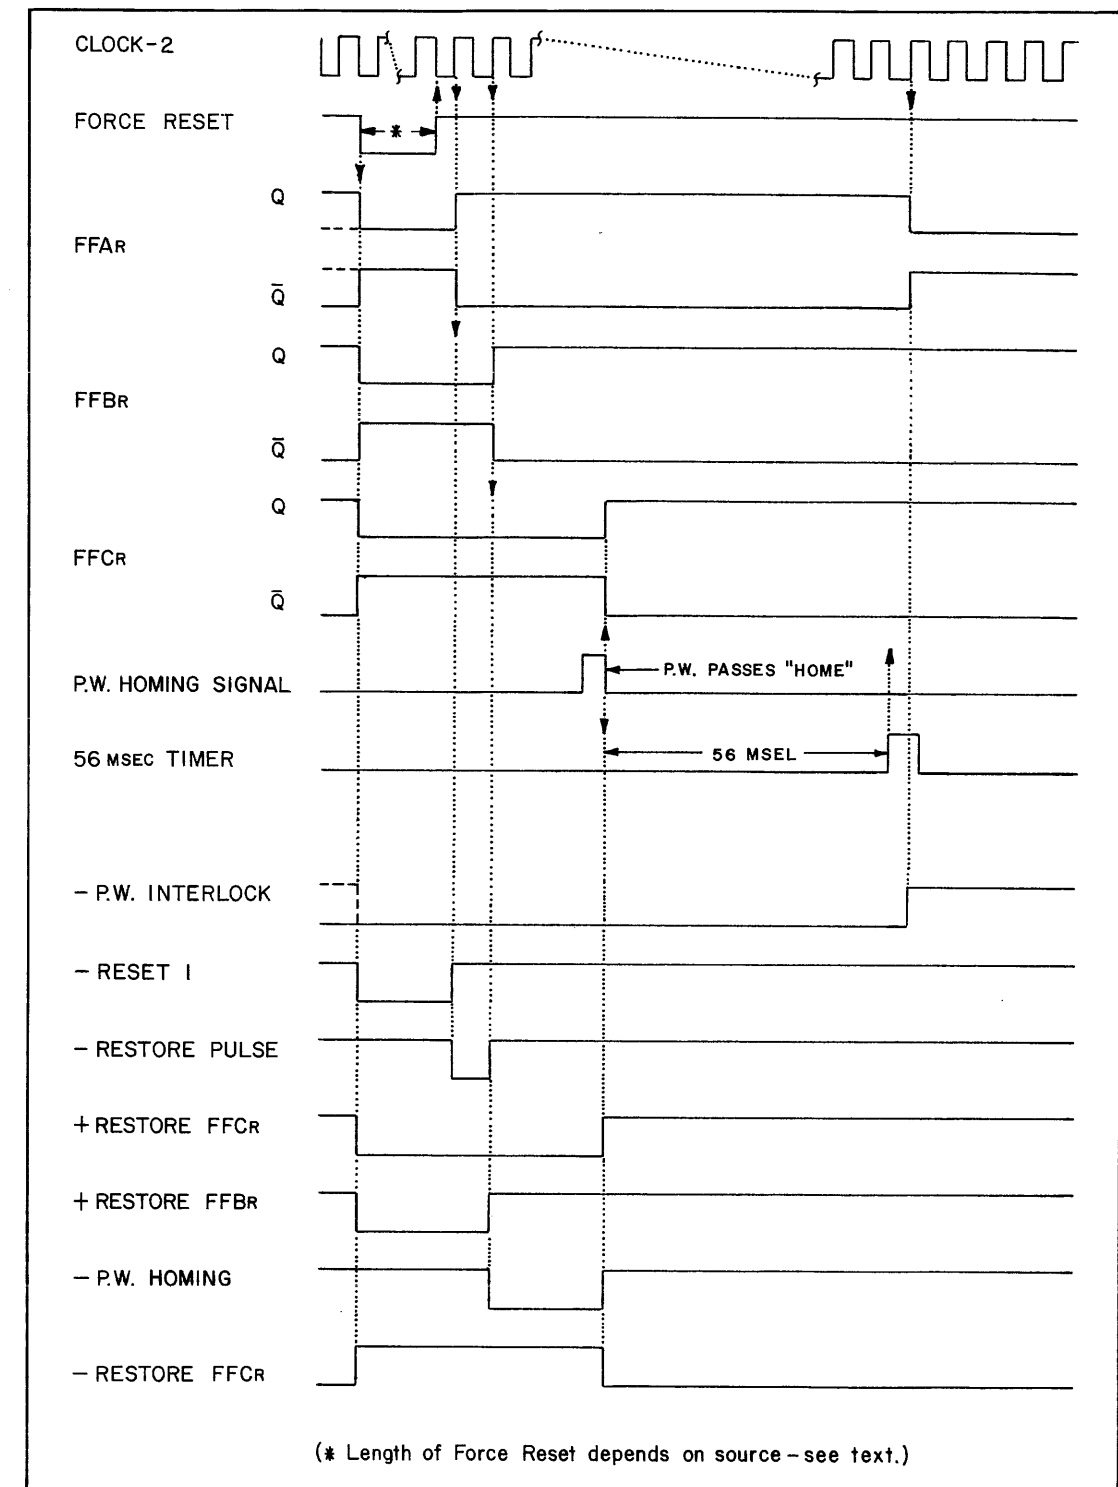 CLOCK-2
FORCE RESET
*
Q
FFAR
Q̄
Q
FFBR
Q̄
Q
FFCR
Q̄
P.W. HOMING SIGNAL
P.W. PASSES "HOME"
56 MSEC TIMER
56 MSEL
- P.W. INTERLOCK
- RESET 1
- RESTORE PULSE
+ RESTORE FFCR
+ RESTORE FFBR
- P.W. HOMING
- RESTORE FFCR
(* Length of Force Reset depends on source - see text.)